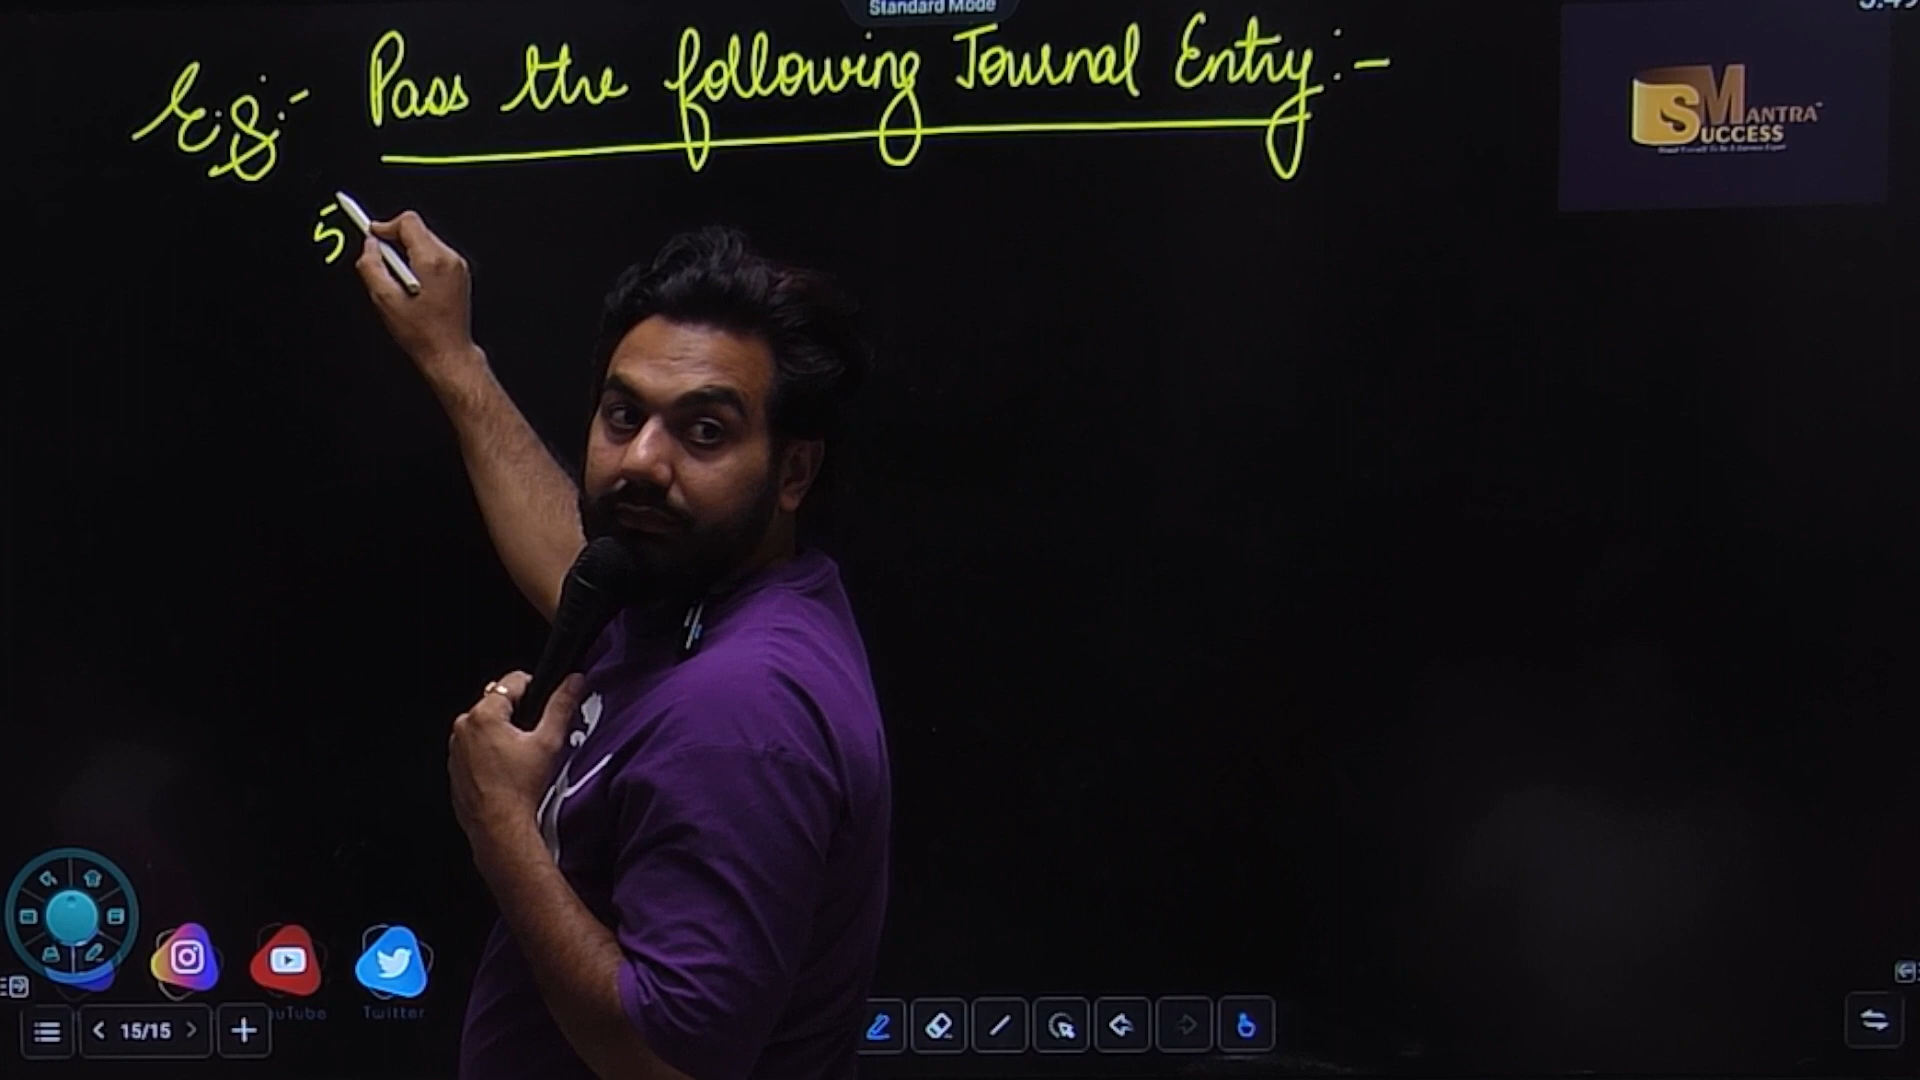 Standard Mode
E.g:- Pass the following Journal Entry:-
5
SUCCESS MANTRA
15/15
Twitter